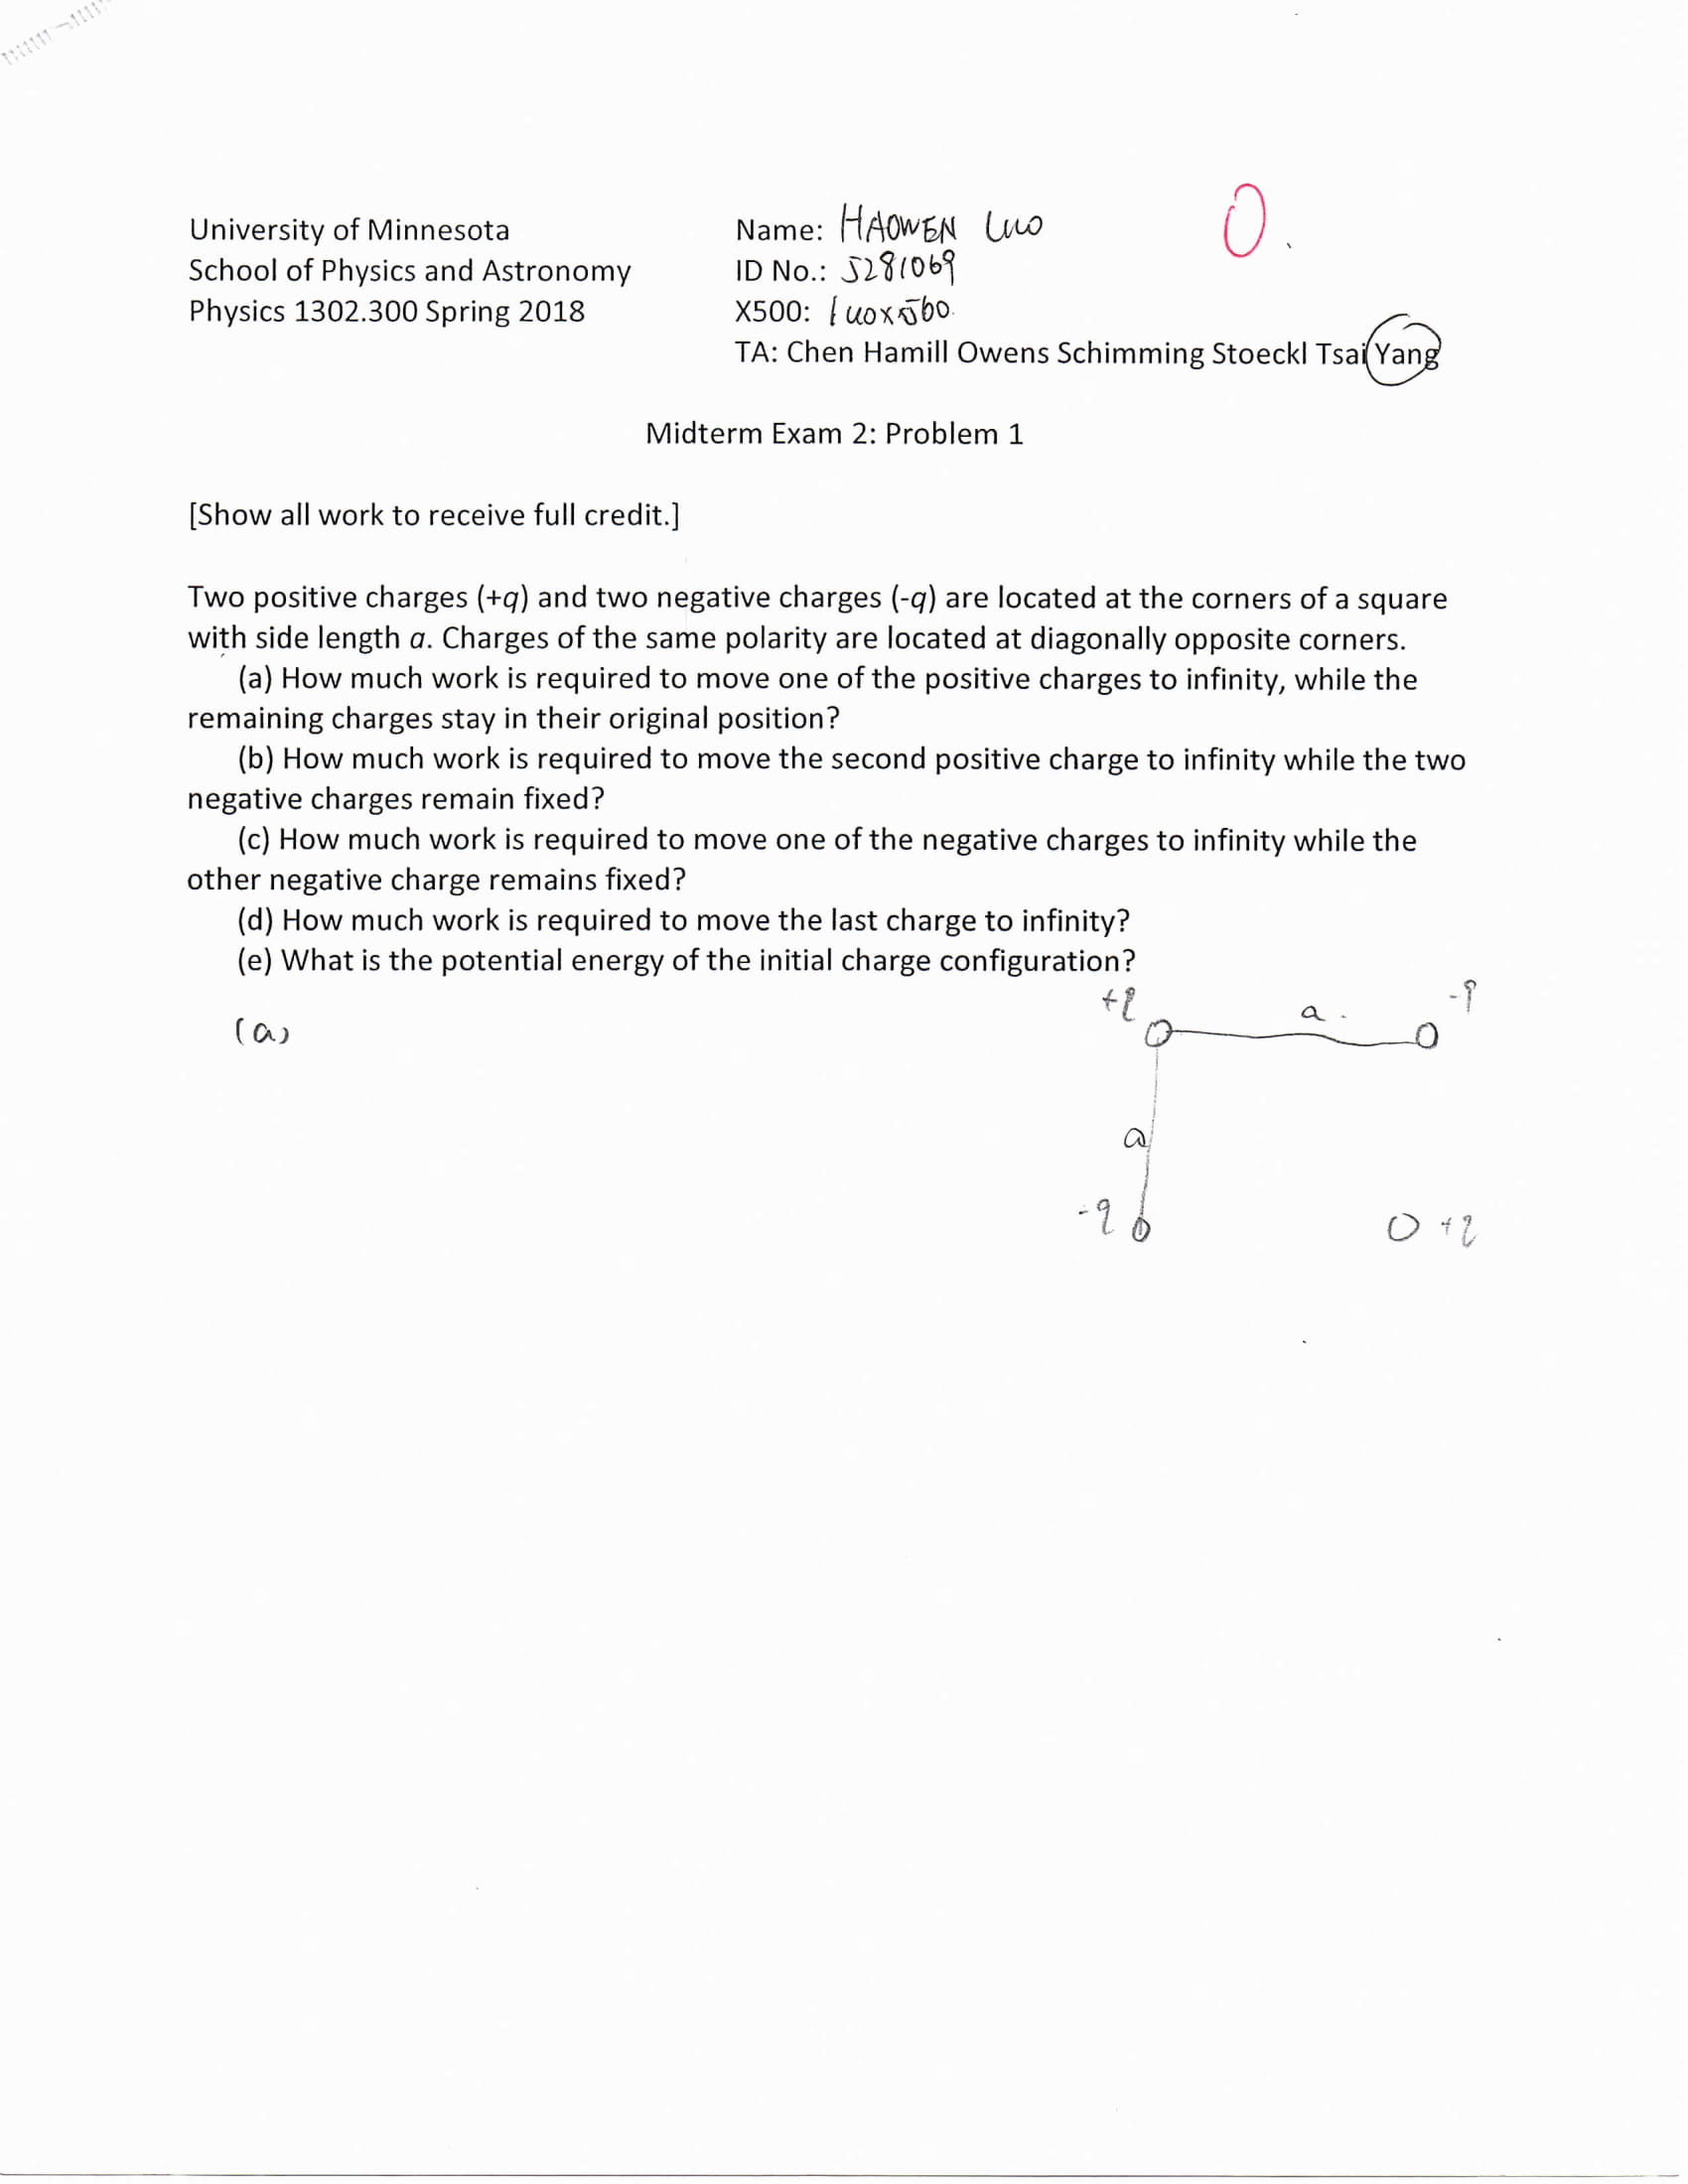 University of Minnesota
School of Physics and Astronomy
Physics 1302.300 Spring 2018
Name: HAOWEN LUO
ID No.: 5281069
X500: luox5560
TA: Chen Hamill Owens Schimming Stoeckl Tsai Yang
0.
Midterm Exam 2: Problem 1
[Show all work to receive full credit.]
Two positive charges (+q) and two negative charges (-q) are located at the corners of a square
with side length a. Charges of the same polarity are located at diagonally opposite corners.
(a) How much work is required to move one of the positive charges to infinity, while the
remaining charges stay in their original position?
(b) How much work is required to move the second positive charge to infinity while the two
negative charges remain fixed?
(c) How much work is required to move one of the negative charges to infinity while the
other negative charge remains fixed?
(d) How much work is required to move the last charge to infinity?
(e) What is the potential energy of the initial charge configuration?
(a)
+q
a
-q
a
-q
+q